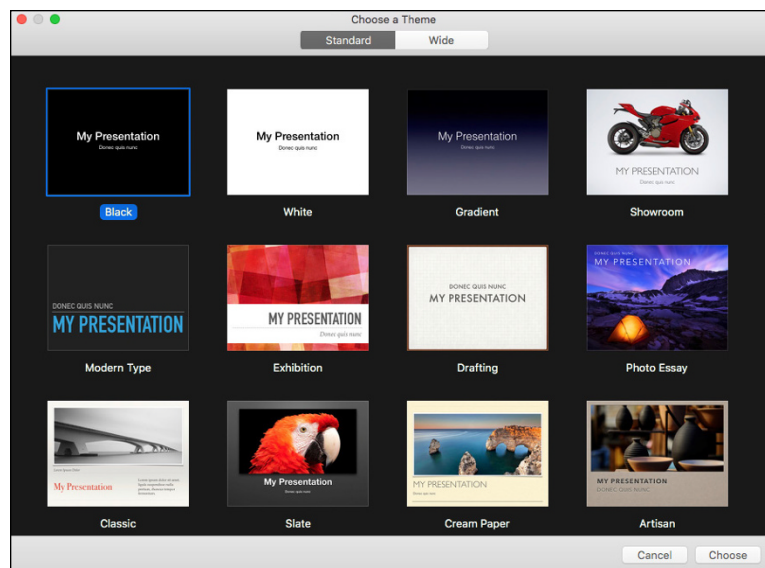 Choose a Theme
Standard
Wide
My Presentation
Donec quis nunc
My Presentation
Donec quis nunc
My Presentation
Donec quis nunc
MY PRESENTATION
Donec quis nunc
Black
White
Gradient
Showroom
DONEC QUIS NUNC
MY PRESENTATION
MY PRESENTATION
Donec quis nunc
DONEC QUIS NUNC
MY PRESENTATION
DONEC QUIS NUNC
MY PRESENTATION
Modern Type
Exhibition
Drafting
Photo Essay
My Presentation
My Presentation
Donec quis nunc
MY PRESENTATION
Donec quis nunc
MY PRESENTATION
DONEC QUIS NUNC
Classic
Slate
Cream Paper
Artisan
Cancel
Choose